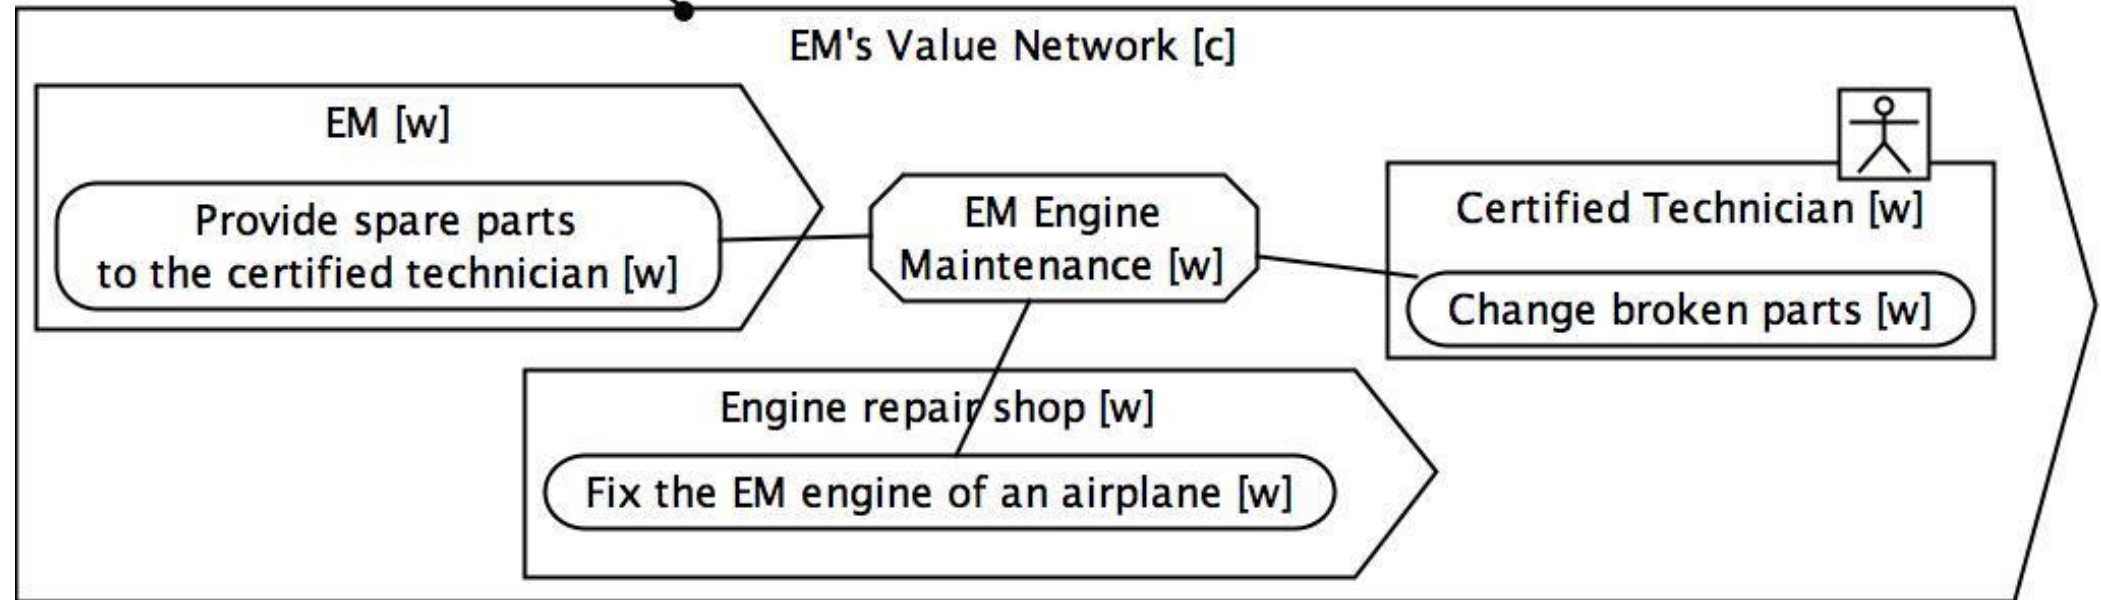 EM's Value Network [c]
EM [w]
Provide spare parts
to the certified technician [w]
EM Engine
Maintenance [w]
Certified Technician [w]
Change broken parts [w]
Engine repair shop [w]
Fix the EM engine of an airplane [w]